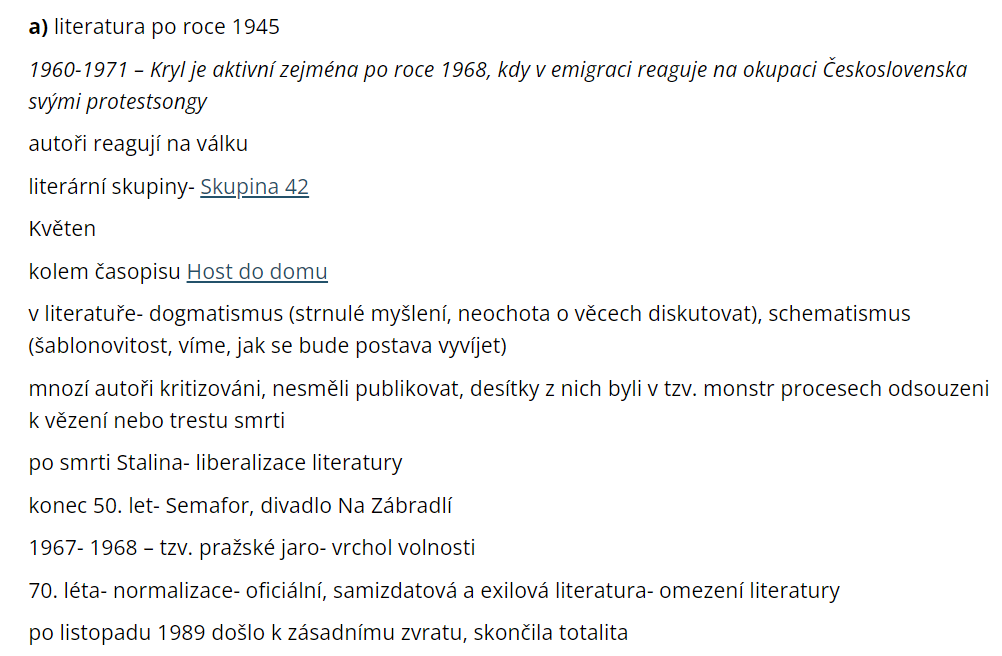 a) literatura po roce 1945
1960-1971 – Kryl je aktivní zejména po roce 1968, kdy v emigraci reaguje na okupaci Československa
svými protestsongy
autoři reagují na válku
literární skupiny- Skupina 42
Květen
kolem časopisu Host do domu
v literatuře- dogmatismus (strnulé myšlení, neochota o věcech diskutovat), schematismus
(šablonovitost, víme, jak se bude postava vyvíjet)
mnozí autoři kritizováni, nesměli publikovat, desítky z nich byli v tzv. monstr procesech odsouzeni
k vězení nebo trestu smrti
po smrti Stalina- liberalizace literatury
konec 50. let- Semafor, divadlo Na Zábradlí
1967- 1968 – tzv. pražské jaro- vrchol volnosti
70. léta- normalizace- oficiální, samizdatová a exilová literatura- omezení literatury
po listopadu 1989 došlo k zásadnímu zvratu, skončila totalita